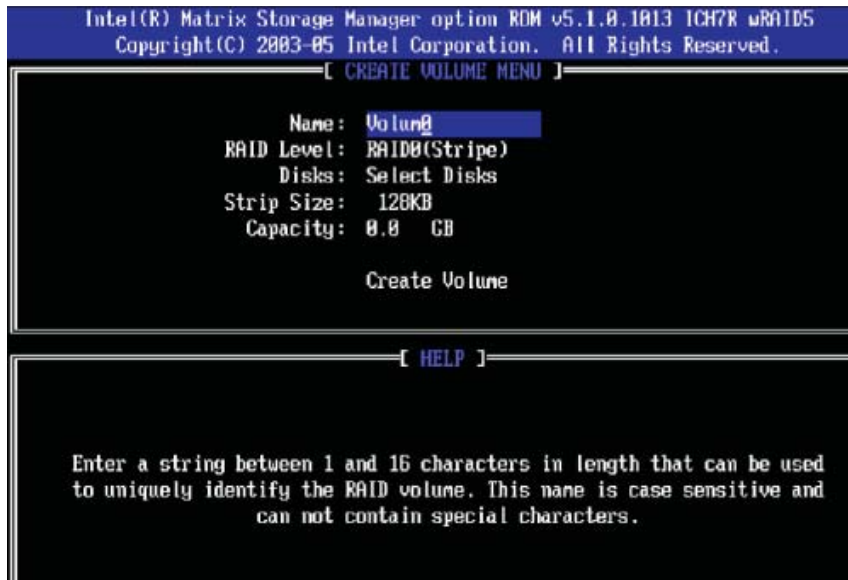 Intel(R) Matrix Storage Manager option ROM v5.1.0.1013 ICH7R wRAID5
Copyright(C) 2003-05 Intel Corporation. All Rights Reserved.
[ CREATE VOLUME MENU ]
Name: Volum0
RAID Level: RAID0(Stripe)
Disks: Select Disks
Strip Size: 128KB
Capacity: 0.0 GB
Create Volume
[ HELP ]
Enter a string between 1 and 16 characters in length that can be used
to uniquely identify the RAID volume. This name is case sensitive and
can not contain special characters.